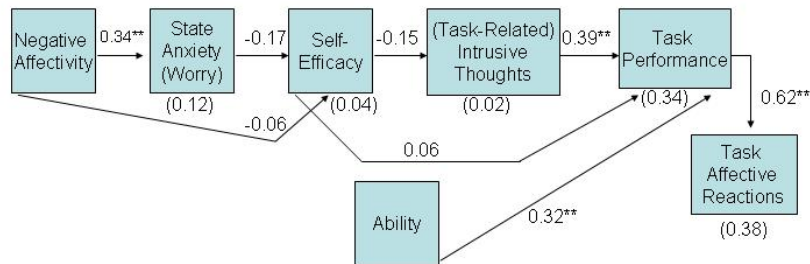 Negative
Affectivity
0.34**
State
Anxiety
(Worry)
(0.12)
-0.17
Self-
Efficacy
(0.04)
-0.15
(Task-Related)
Intrusive
Thoughts
(0.02)
0.39**
Task
Performance
(0.34)
0.62**
-0.06
0.06
Ability
0.32**
Task
Affective
Reactions
(0.38)